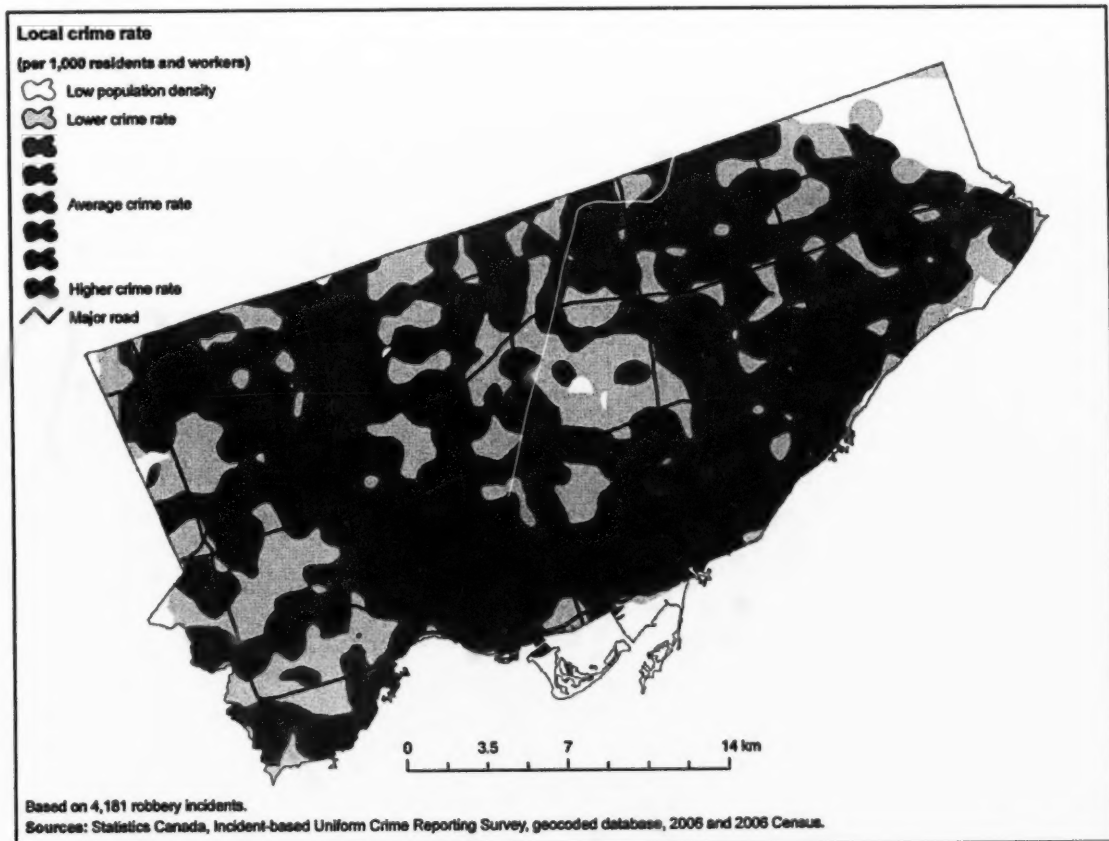 Local crime rate
(per 1,000 residents and workers)
Low population density
Lower crime rate
Average crime rate
Higher crime rate
Major road
0 3.5 7 14 km
Based on 4,181 robbery incidents.
Sources: Statistics Canada, Incident-based Uniform Crime Reporting Survey, geocoded database, 2006 and 2006 Census.